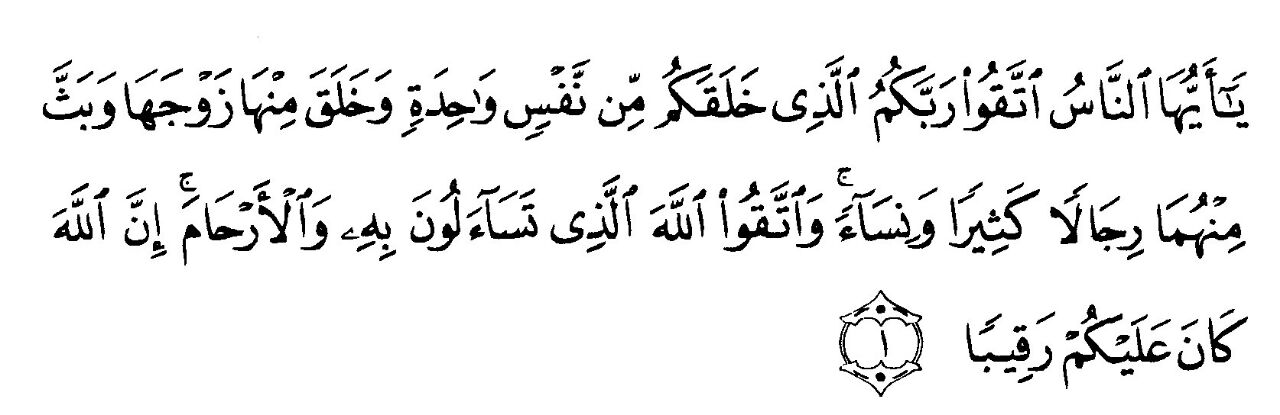 يَـٰٓأَيُّهَا ٱلنَّاسُ ٱتَّقُوا۟ رَبَّكُمُ ٱلَّذِى خَلَقَكُم مِّن نَّفْسٍ وَٰحِدَةٍ وَخَلَقَ مِنْهَا زَوْجَهَا وَبَثَّ
مِنْهُمَا رِجَالًا كَثِيرًا وَنِسَآءً ۚ وَٱتَّقُوا۟ ٱللَّهَ ٱلَّذِى تَسَآءَلُونَ بِهِۦ وَٱلْأَرْحَامَ ۚ إِنَّ ٱللَّهَ
كَانَ عَلَيْكُمْ رَقِيبًا ١